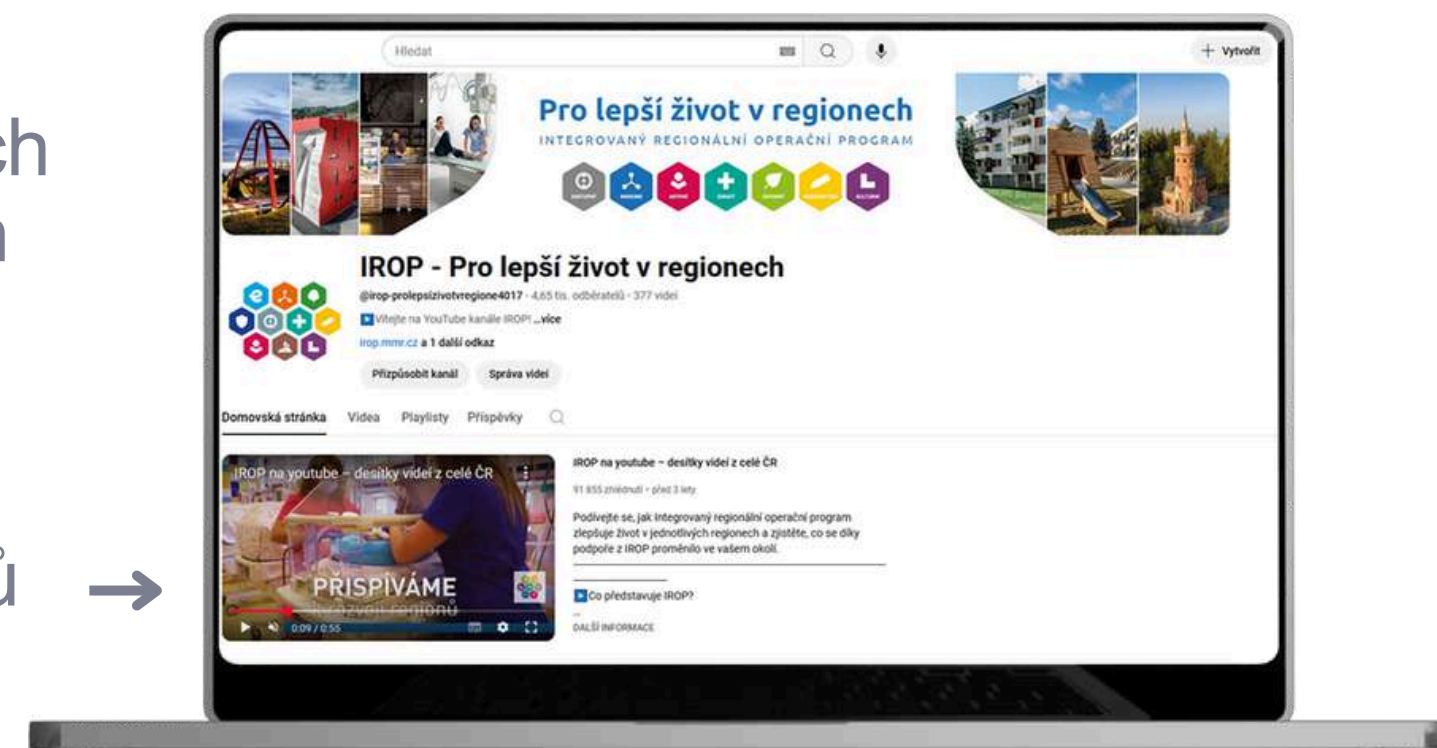 ch
ů
Hledat
Vytvořit
Pro lepší život v regionech
INTEGROVANÝ REGIONÁLNÍ OPERAČNÍ PROGRAM
IROP - Pro lepší život v regionech
@irop-prolepsizivotvregione4017 · 4,65 tis. odběratelů · 377 videí
Vítejte na YouTube kanále IROP! ...více
irop.mmr.cz a 1 další odkaz
Přizpůsobit kanál Správa videí
Domovská stránka Videa Playlisty Příspěvky
IROP na youtube – desítky videí z celé ČR
PŘISPÍVÁME
k rozvoji regionů
0:09 / 0:55
IROP na youtube – desítky videí z celé ČR
91 855 zhlédnutí · před 3 lety
Podívejte se, jak Integrovaný regionální operační program
zlepšuje život v jednotlivých regionech a zjistěte, co se díky
podpoře z IROP proměnilo ve vašem okolí.
Co představuje IROP?
...
DALŠÍ INFORMACE